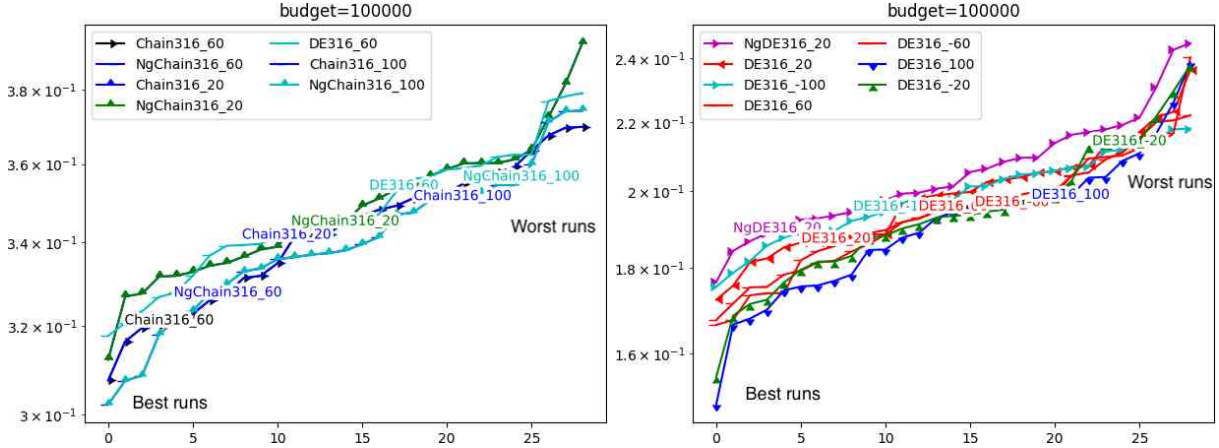 budget=100000
Chain316_60
NgChain316_60
Chain316_20
NgChain316_20
DE316_60
Chain316_100
NgChain316_100
3.8 × 10⁻¹
3.6 × 10⁻¹
3.4 × 10⁻¹
3.2 × 10⁻¹
3 × 10⁻¹
DE316_60
NgChain316_100
Chain316_100
NgChain316_20
Chain316_20
NgChain316_60
Chain316_60
Worst runs
Best runs
0 5 10 15 20 25
budget=100000
NgDE316_20
DE316_20
DE316_-100
DE316_60
DE316_-60
DE316_100
DE316_-20
2.4 × 10⁻¹
2.2 × 10⁻¹
2 × 10⁻¹
1.8 × 10⁻¹
1.6 × 10⁻¹
DE316_-20
Worst runs
DE316_100
NgDE316_20
DE316_20
Best runs
0 5 10 15 20 25